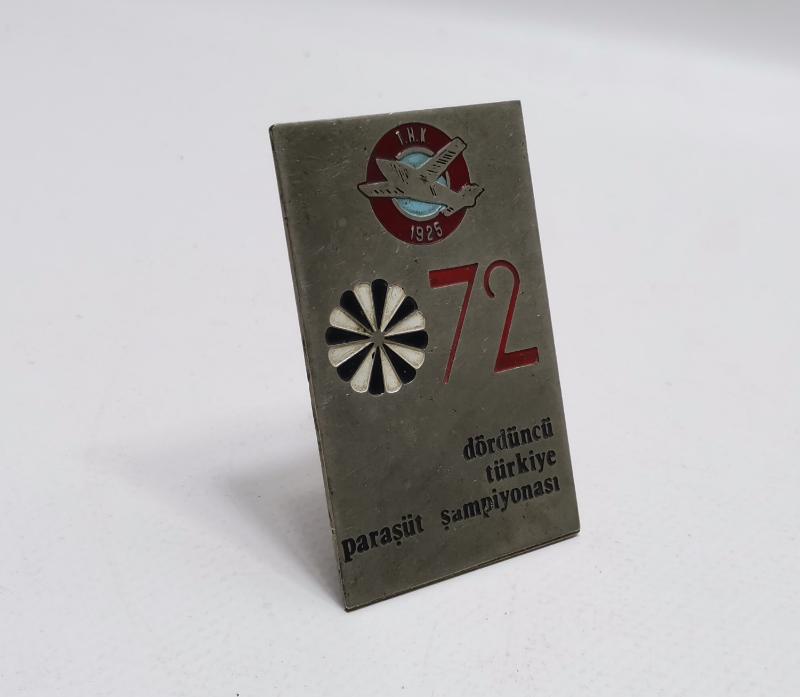 T.H.K
1925
72
dördüncü
türkiye
paraşüt şampiyonası